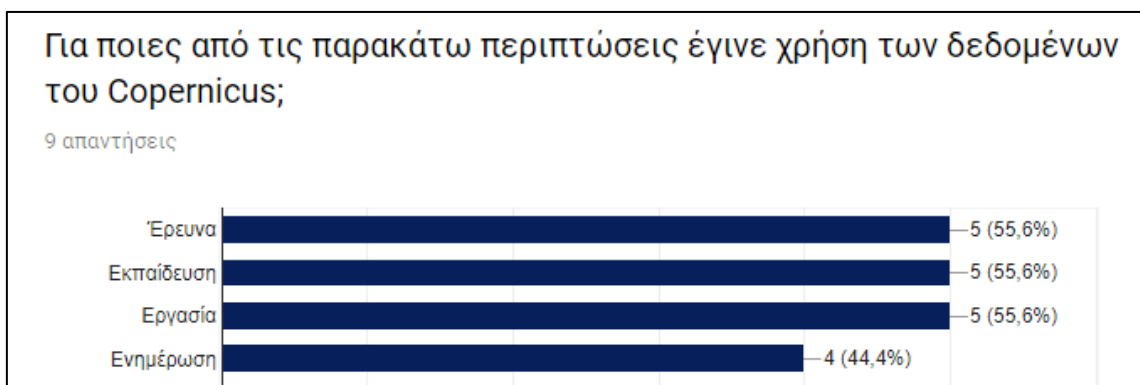 Για ποιες από τις παρακάτω περιπτώσεις έγινε χρήση των δεδομένων
του Copernicus;
9 απαντήσεις
Έρευνα 5 (55,6%)
Εκπαίδευση 5 (55,6%)
Εργασία 5 (55,6%)
Ενημέρωση 4 (44,4%)